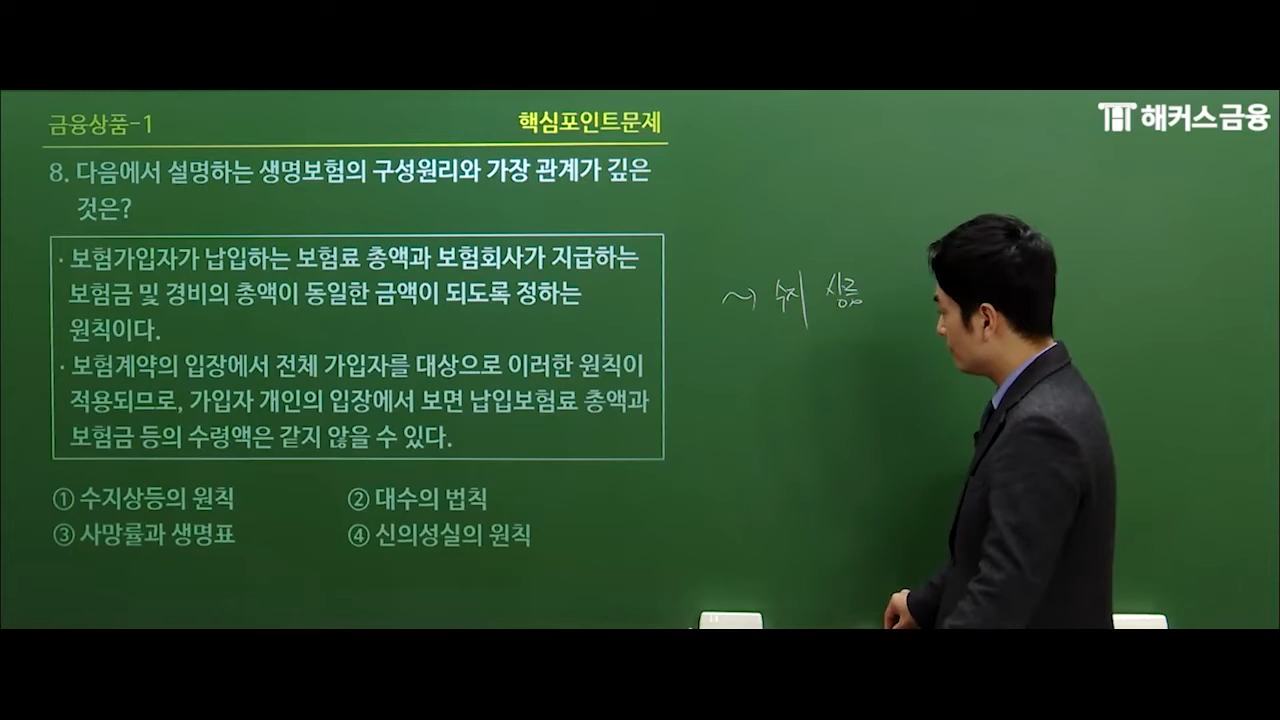 금융상품-1
핵심포인트문제
해커스금융
8. 다음에서 설명하는 생명보험의 구성원리와 가장 관계가 깊은
것은?
· 보험가입자가 납입하는 보험료 총액과 보험회사가 지급하는
보험금 및 경비의 총액이 동일한 금액이 되도록 정하는
원칙이다.
· 보험계약의 입장에서 전체 가입자를 대상으로 이러한 원칙이
적용되므로, 가입자 개인의 입장에서 보면 납입보험료 총액과
보험금 등의 수령액은 같지 않을 수 있다.
① 수지상등의 원칙 ② 대수의 법칙
③ 사망률과 생명표 ④ 신의성실의 원칙
~) 수지 상등